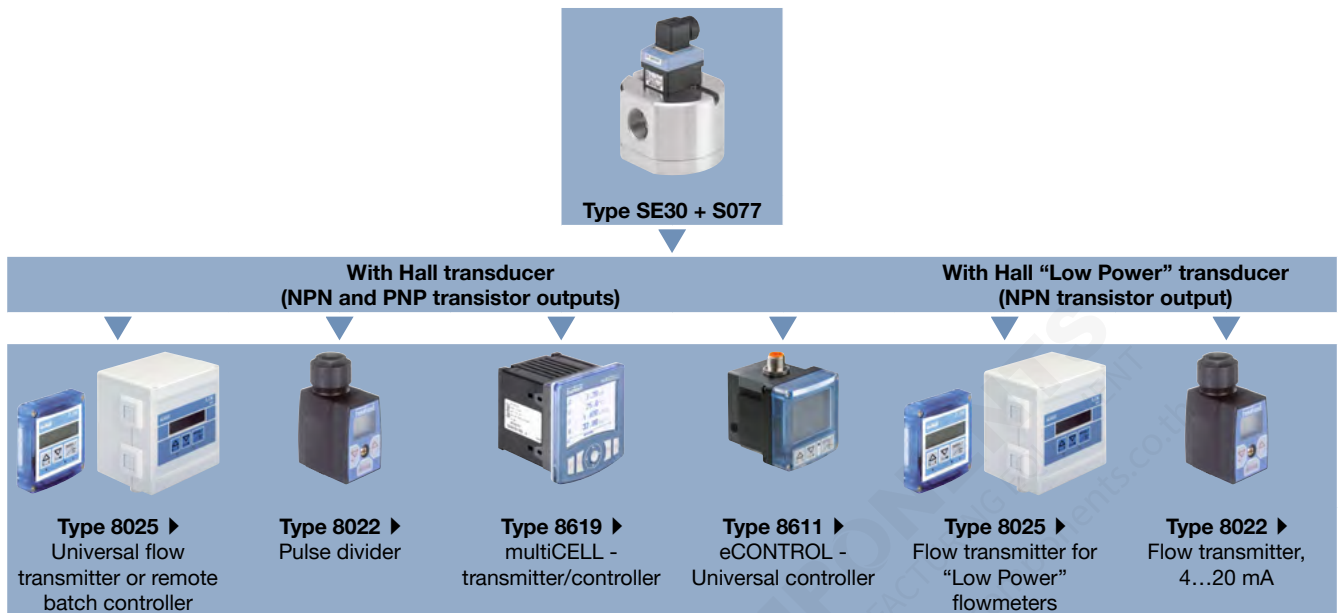 Type SE30 + S077
With Hall transducer
(NPN and PNP transistor outputs)
With Hall “Low Power” transducer
(NPN transistor output)
Type 8025
Universal flow
transmitter or remote
batch controller
Type 8022
Pulse divider
Type 8619
multiCELL -
transmitter/controller
Type 8611
eCONTROL -
Universal controller
Type 8025
Flow transmitter for
“Low Power”
flowmeters
Type 8022
Flow transmitter,
4…20 mA